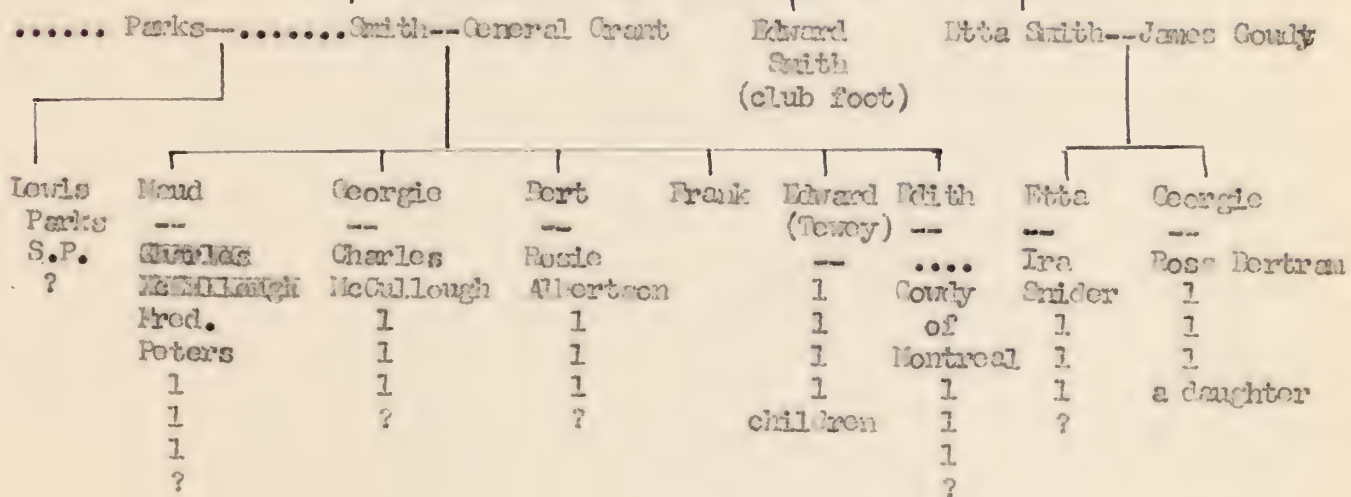 ...... Parks--.......Smith--General Grant Edward Etta Smith--James Goudy
Smith
(club foot)
Lewis Maud Georgie Bert Frank Edward Edith Etta Georgie
Parks -- -- -- (Tewey) -- -- --
S.P. Charles Rosie -- .... Ira Ross Bertram
? McCullough Albertson 1 Goudy Snider 1
Fred. 1 1 1 of 1 1
Peters 1 1 1 Montreal 1 1
1 1 1 1 1 1 a daughter
1 ? ? children 1 ?
1 1
? ?